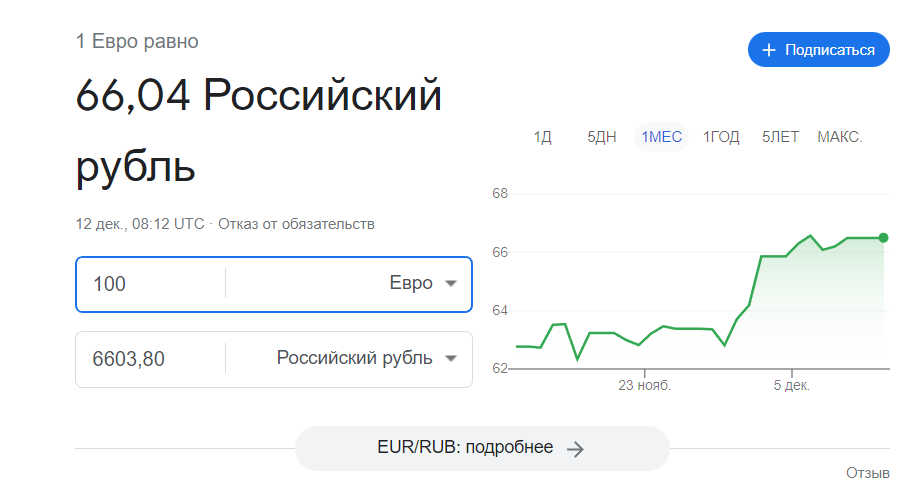 1 Евро равно
66,04 Российский
рубль
12 дек., 08:12 UTC · Отказ от обязательств
100 Евро
6603,80 Российский рубль
+ Подписаться
1Д 5ДН 1МЕС 1ГОД 5ЛЕТ МАКС.
68
66
64
62
23 нояб. 5 дек.
EUR/RUB: подробнее →
Отзыв